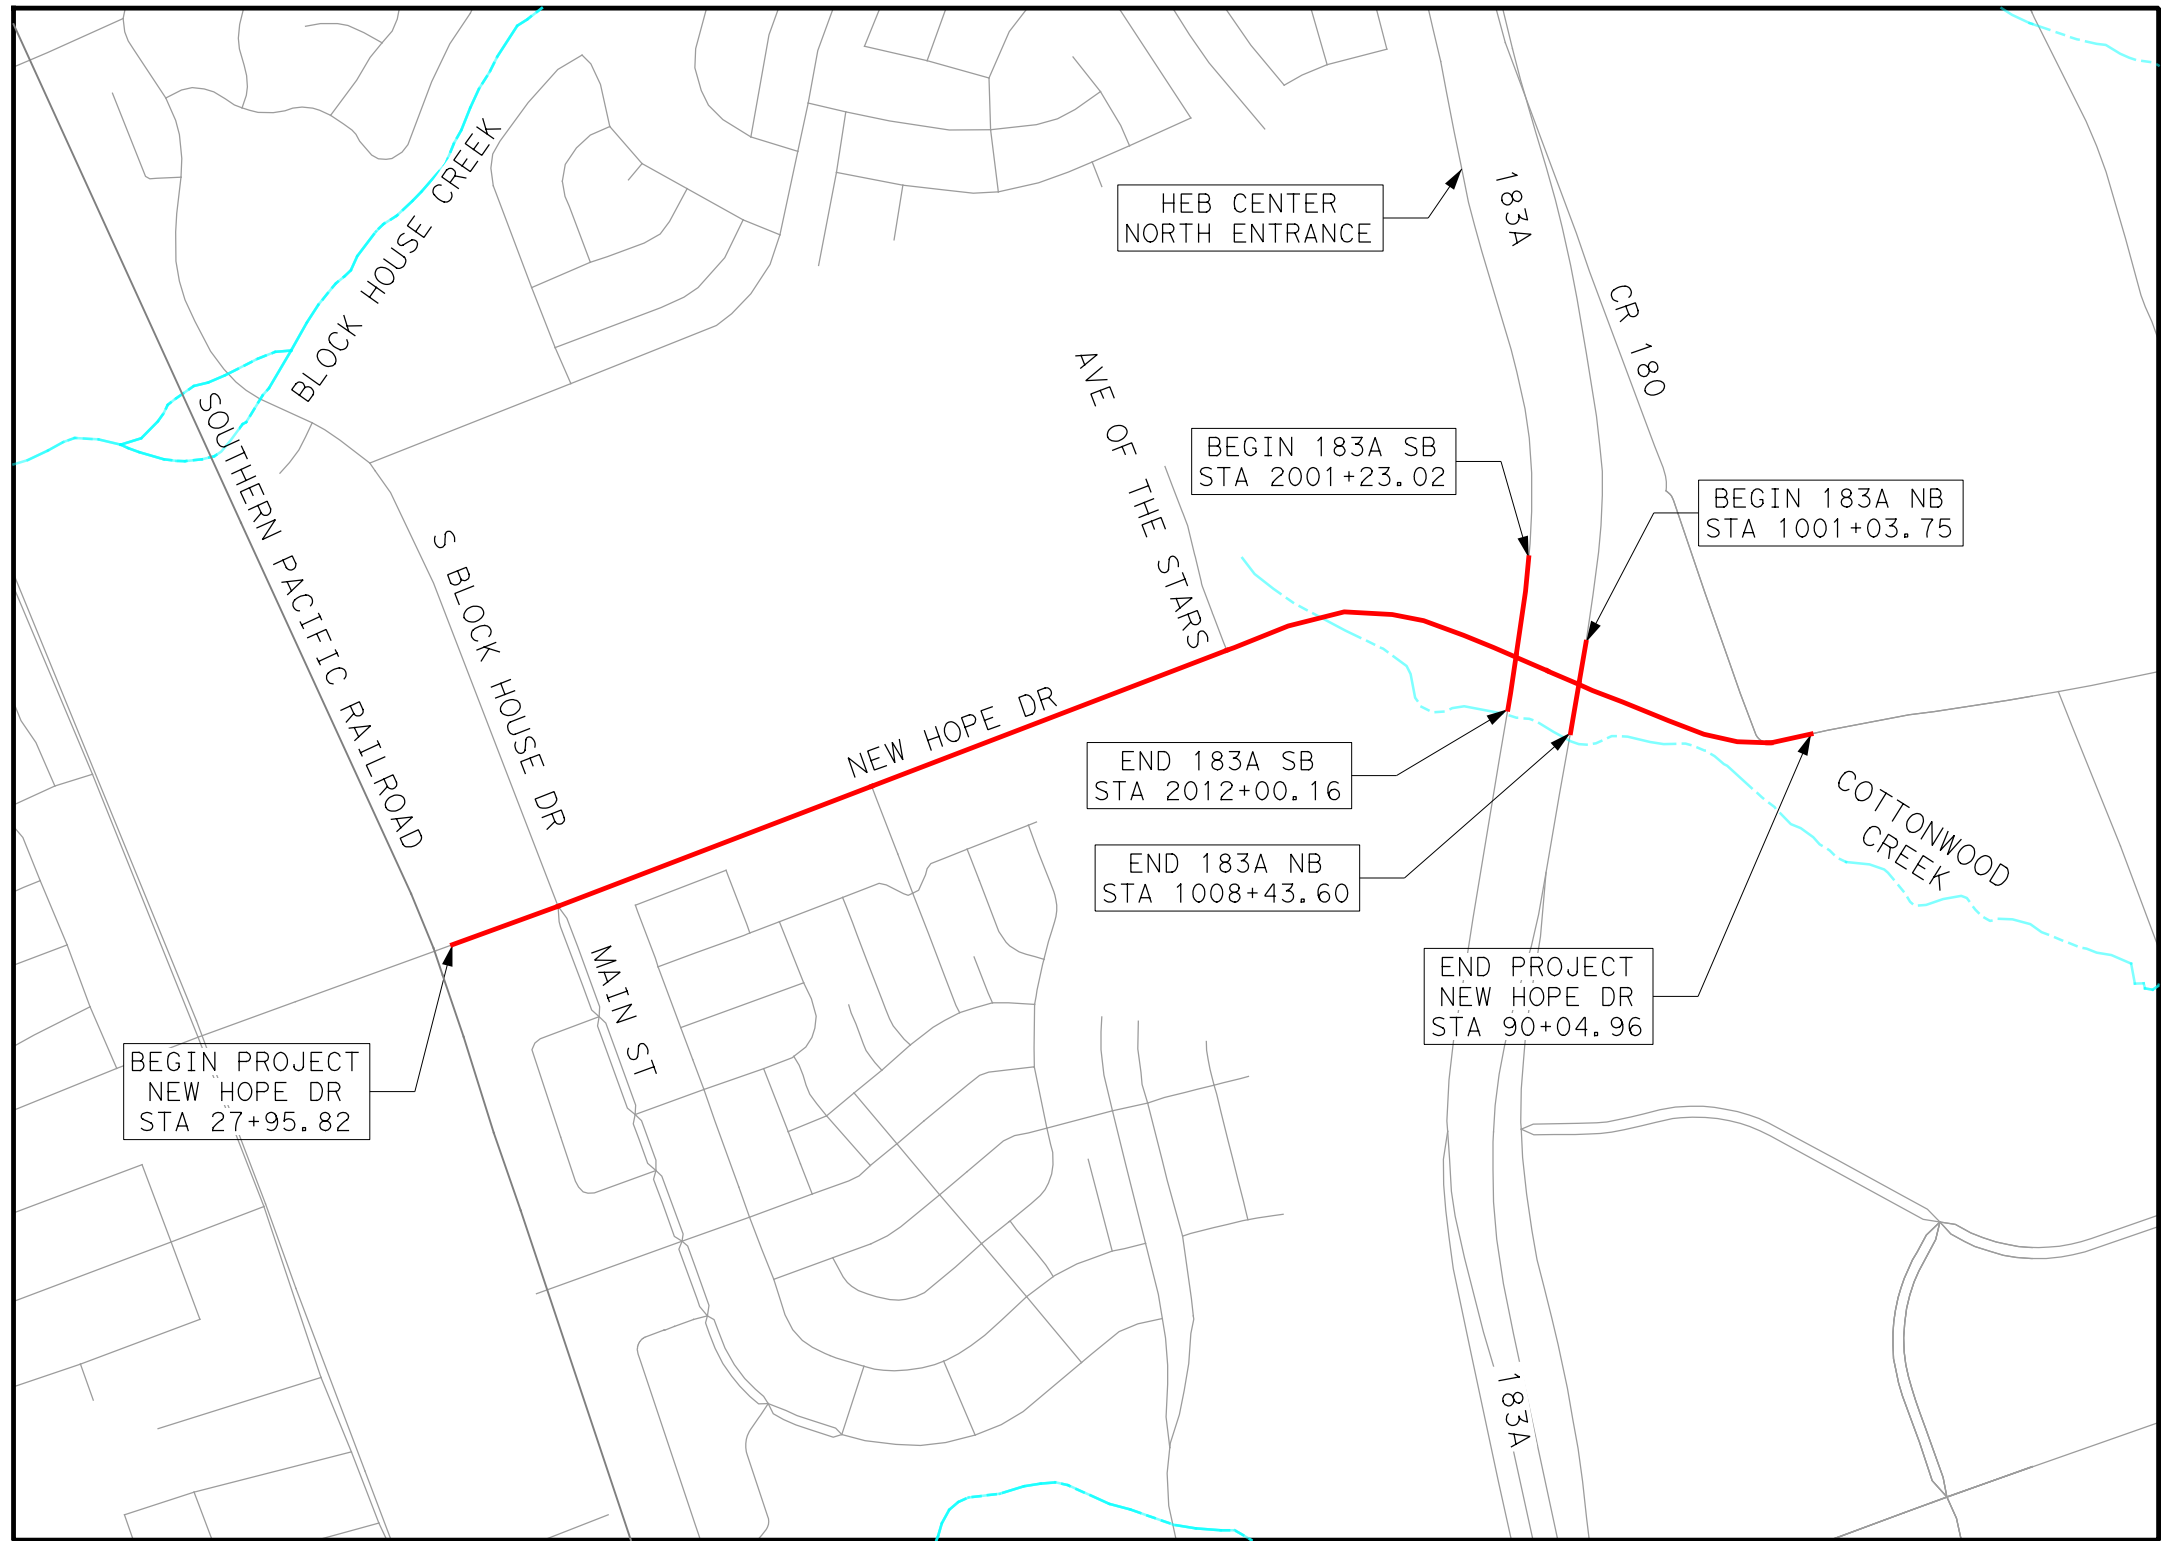 BLOCK HOUSE CREEK
HEB CENTER
NORTH ENTRANCE
183A
CR 180
AVE OF THE STARS
SOUTHERN PACIFIC RAILROAD
S BLOCK HOUSE DR
BEGIN 183A SB
STA 2001+23.02
BEGIN 183A NB
STA 1001+03.75
NEW HOPE DR
END 183A SB
STA 2012+00.16
COTTONWOOD
CREEK
END 183A NB
STA 1008+43.60
MAIN ST
END PROJECT
NEW HOPE DR
STA 90+04.96
BEGIN PROJECT
NEW HOPE DR
STA 27+95.82
183A